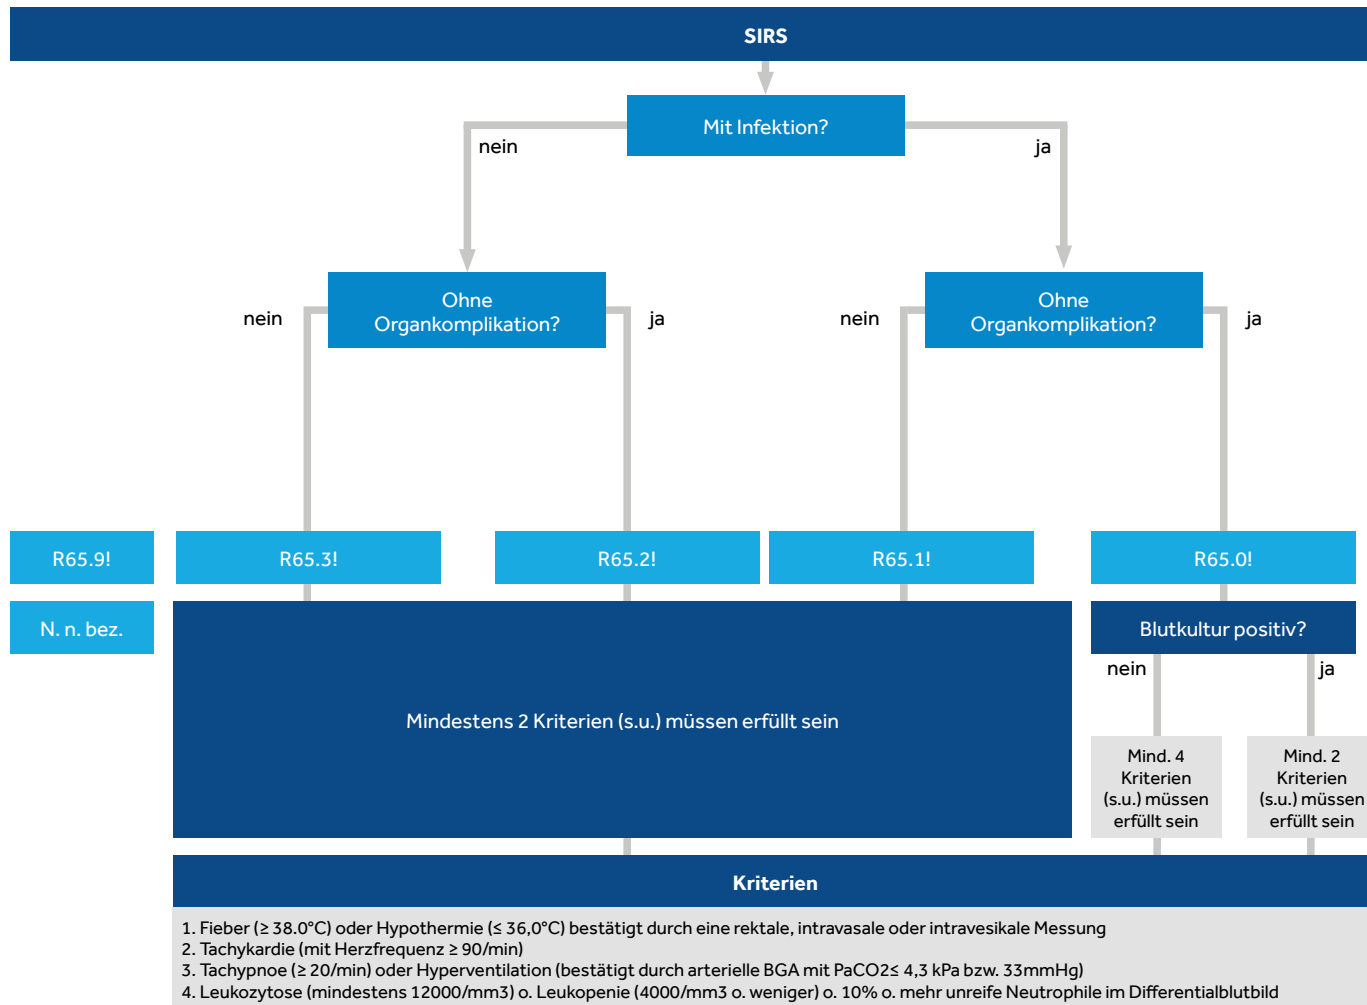 SIRS
Mit Infektion?
nein
ja
Ohne
Organkomplikation?
nein
ja
Ohne
Organkomplikation?
nein
ja
R65.9!
R65.3!
R65.2!
R65.1!
R65.0!
N. n. bez.
Mindestens 2 Kriterien (s.u.) müssen erfüllt sein
Blutkultur positiv?
nein
ja
Mind. 4
Kriterien
(s.u.) müssen
erfüllt sein
Mind. 2
Kriterien
(s.u.) müssen
erfüllt sein
Kriterien
1. Fieber (≥ 38.0°C) oder Hypothermie (≤ 36,0°C) bestätigt durch eine rektale, intravasale oder intravesikale Messung
2. Tachykardie (mit Herzfrequenz ≥ 90/min)
3. Tachypnoe (≥ 20/min) oder Hyperventilation (bestätigt durch arterielle BGA mit PaCO2≤ 4,3 kPa bzw. 33mmHg)
4. Leukozytose (mindestens 12000/mm3) o. Leukopenie (4000/mm3 o. weniger) o. 10% o. mehr unreife Neutrophile im Differentialblutbild